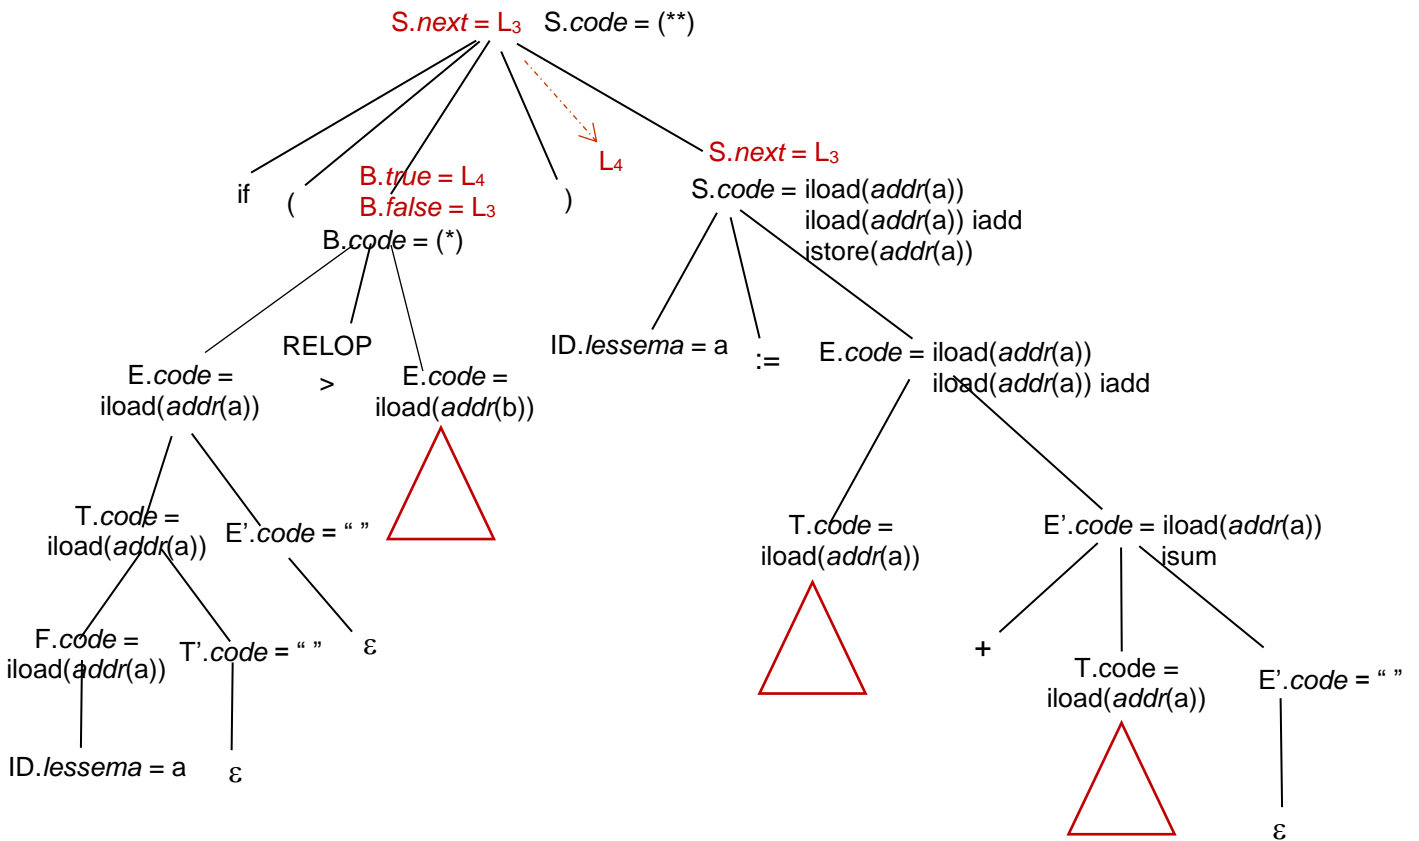 S.next = L₃ S.code = (**)
L₄
if
(
B.true = L₄
B.false = L₃
B.code = (*)
)
S.next = L₃
S.code = iload(addr(a))
iload(addr(a)) iadd
istore(addr(a))
E.code =
iload(addr(a))
RELOP
>
E.code =
iload(addr(b))
ID.lessema = a
:=
E.code = iload(addr(a))
iload(addr(a)) iadd
T.code =
iload(addr(a))
E’.code = “ ”
T.code =
iload(addr(a))
E’.code = iload(addr(a))
isum
F.code =
iload(addr(a))
T’.code = “ ”
ε
+
T.code =
iload(addr(a))
E’.code = “ ”
ID.lessema = a
ε
ε